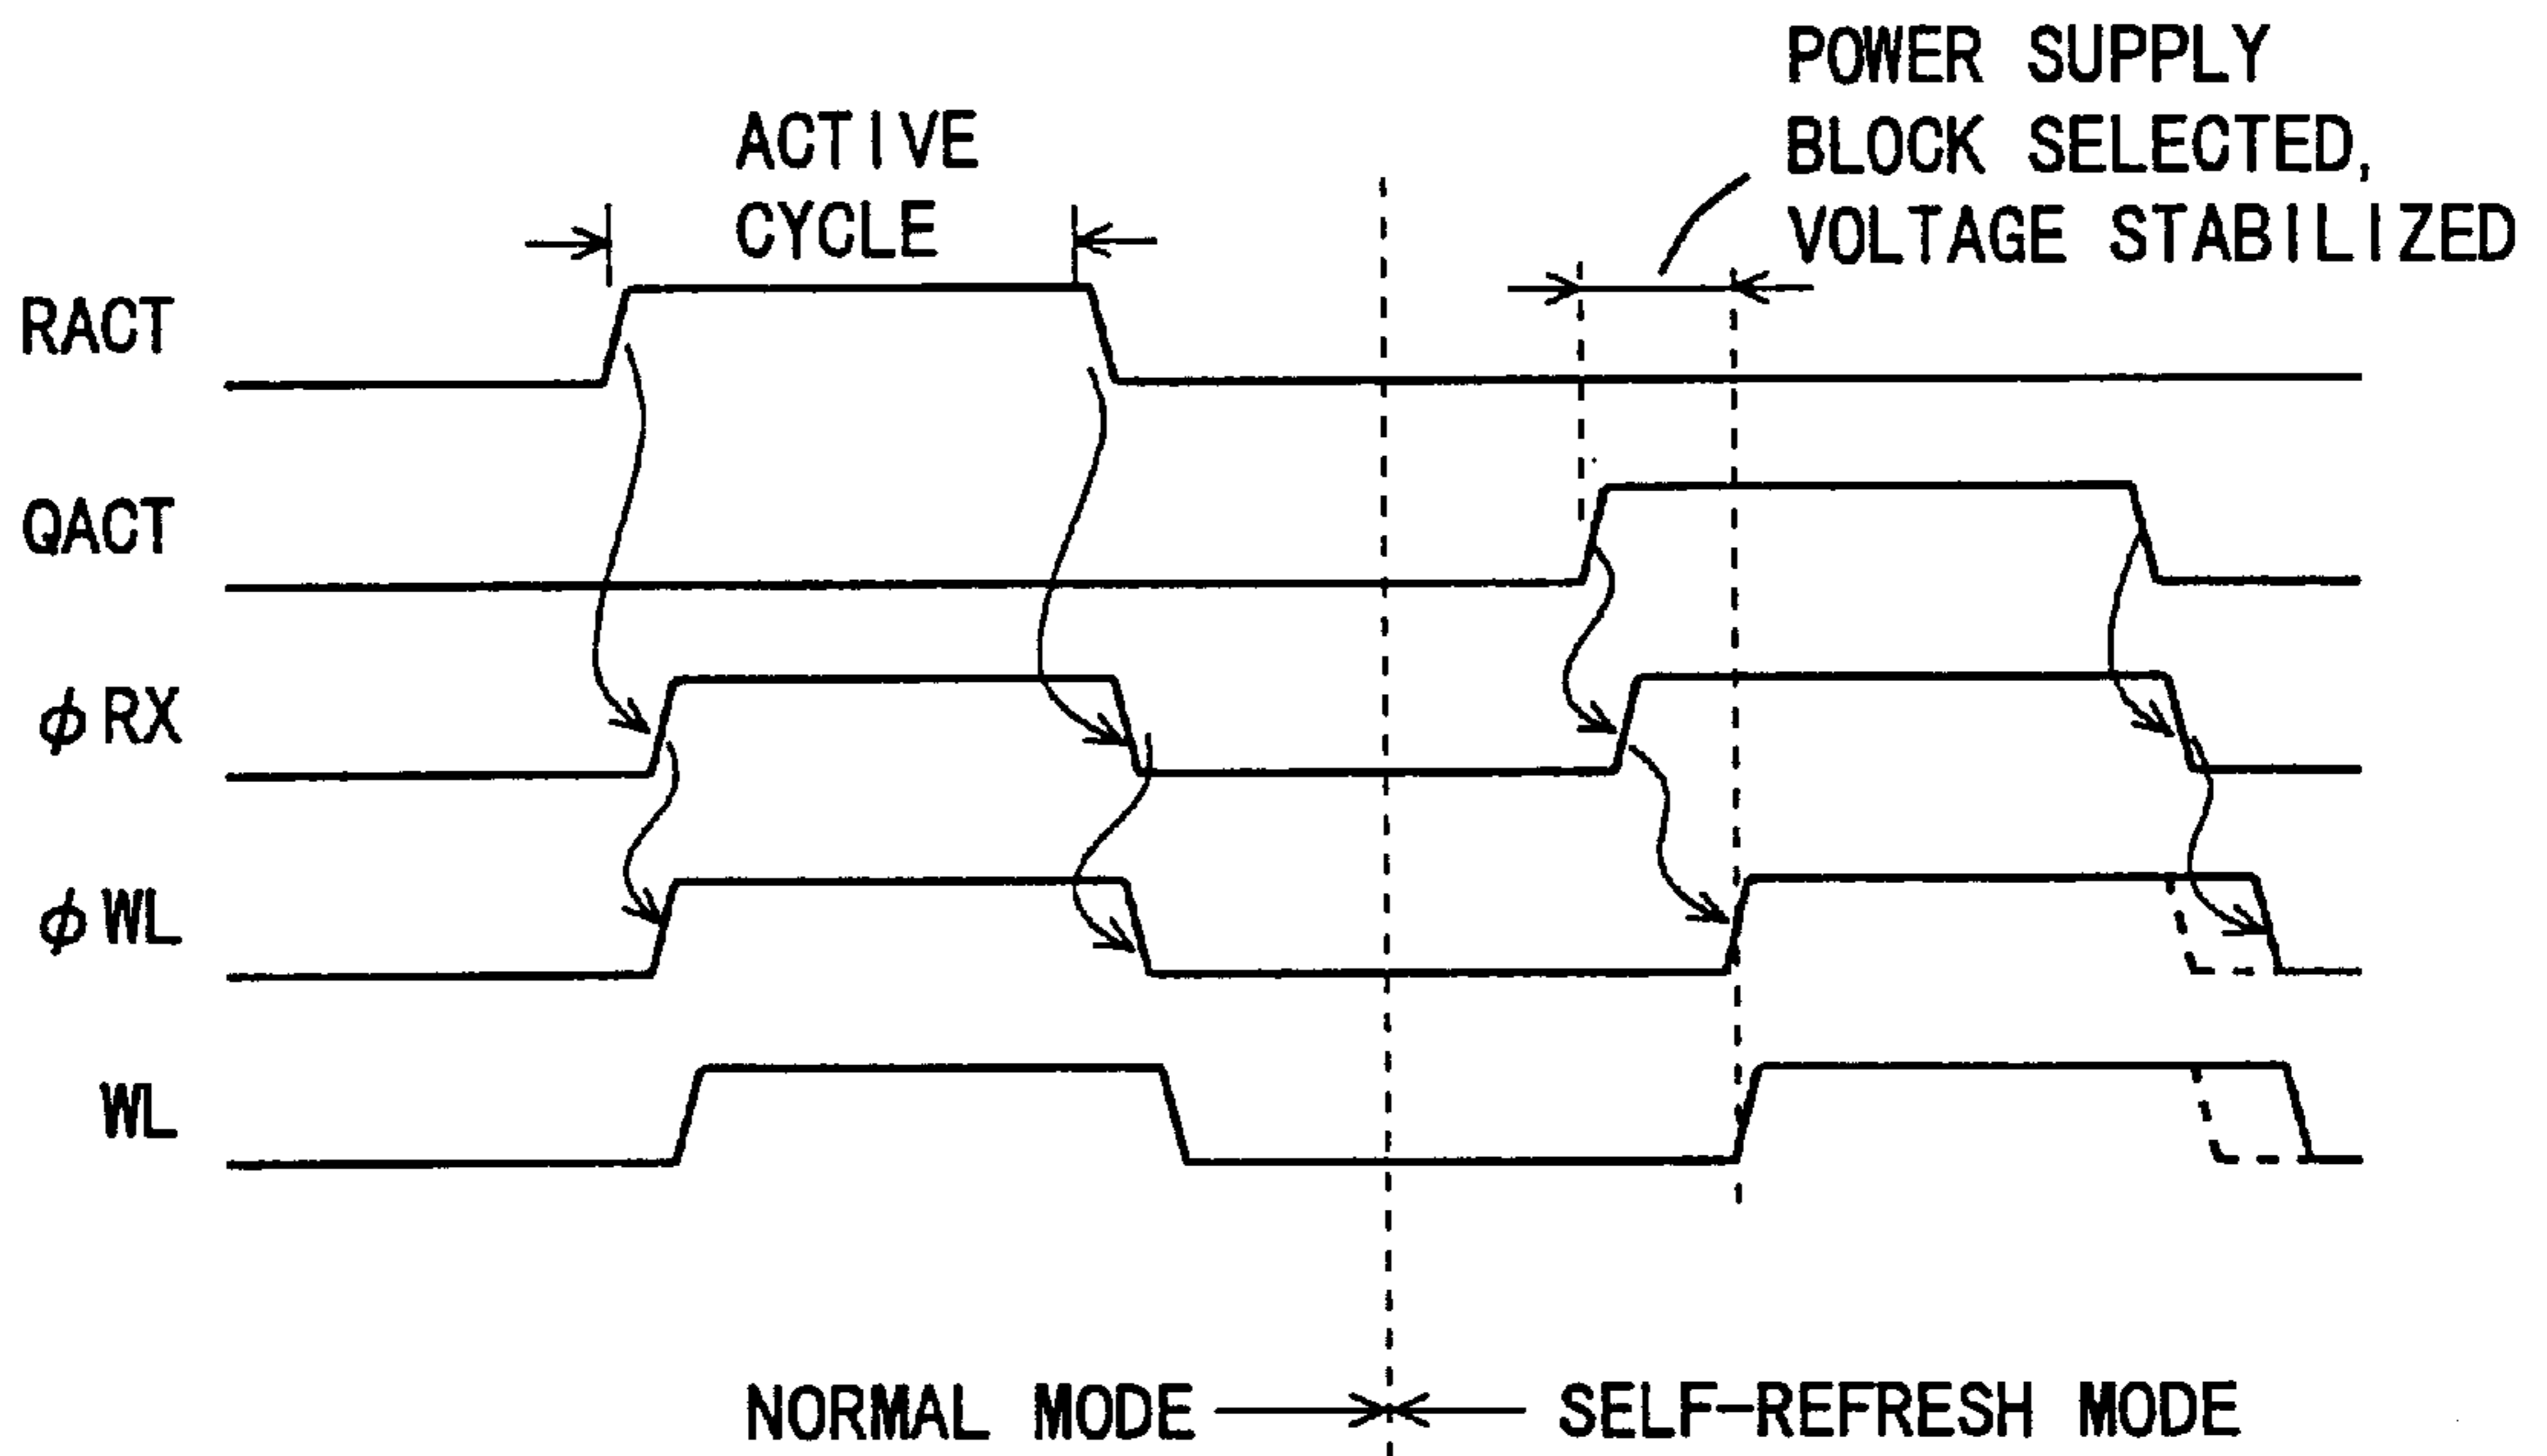 POWER SUPPLY
BLOCK SELECTED,
VOLTAGE STABILIZED
ACTIVE
CYCLE
RACT
QACT
φRX
φWL
WL
NORMAL MODE
SELF-REFRESH MODE